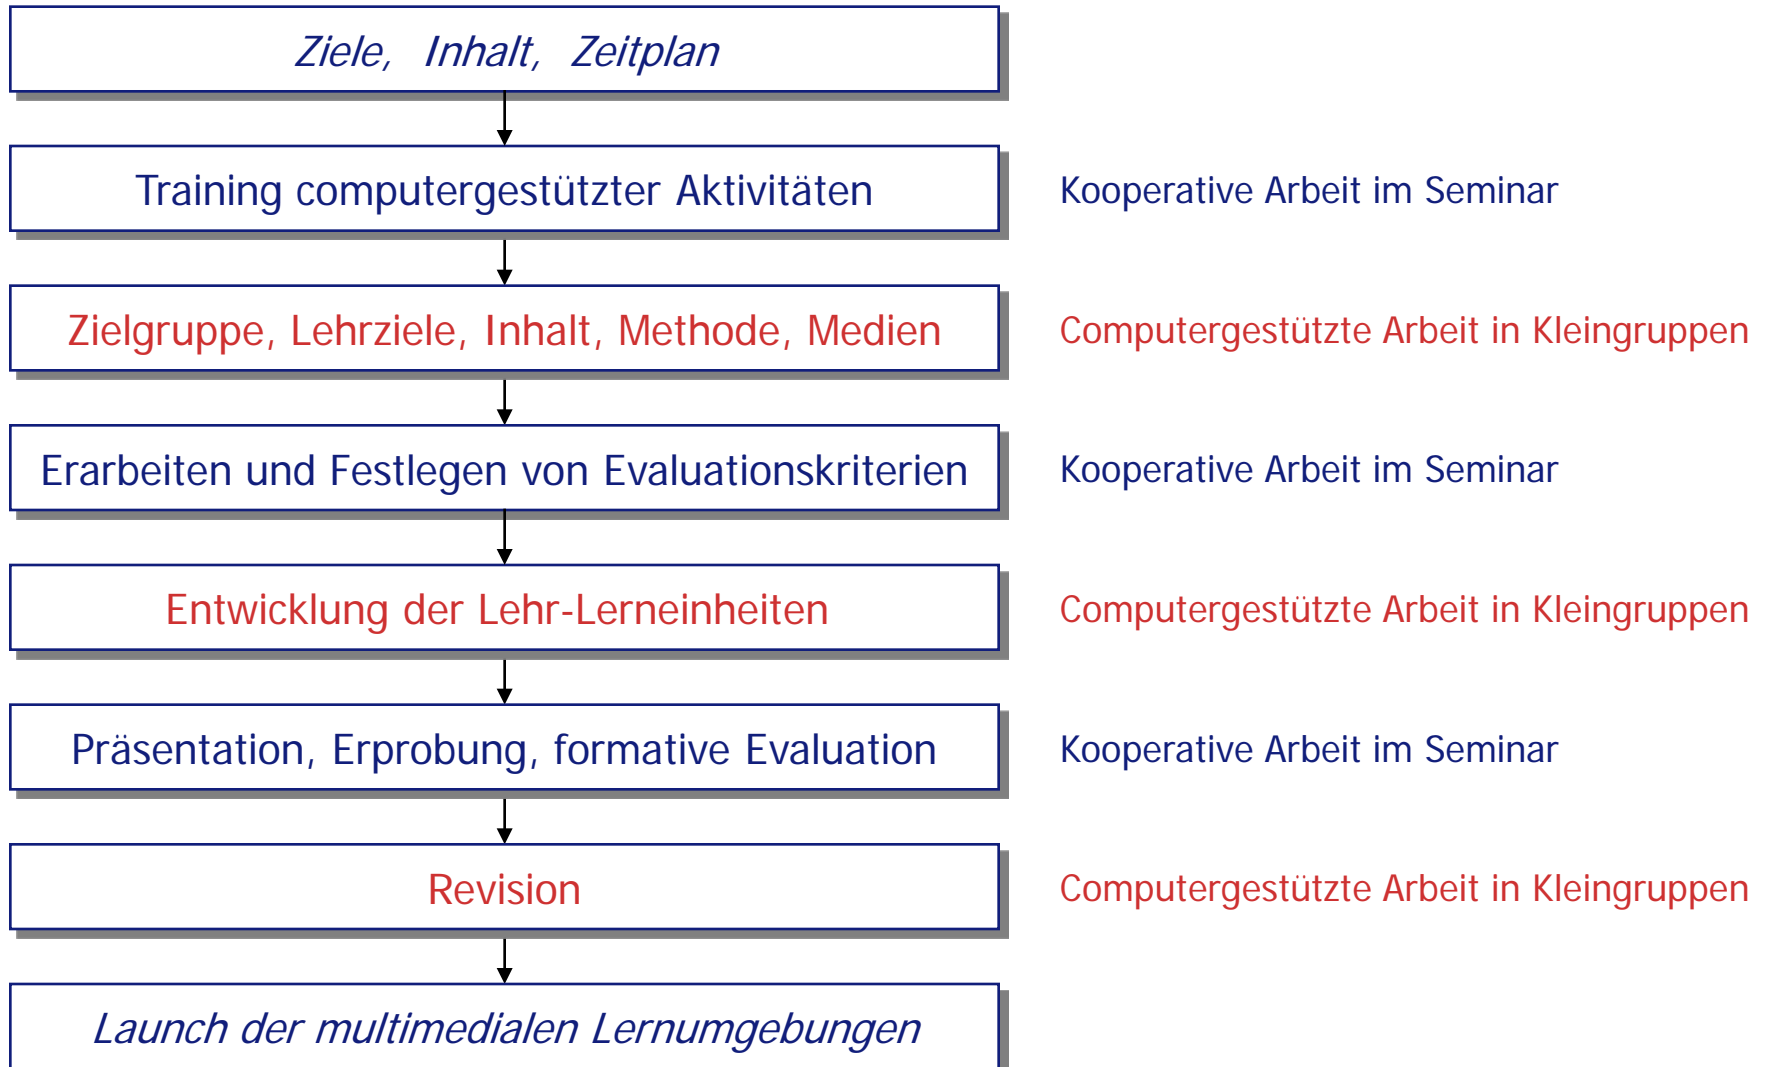 Ziele, Inhalt, Zeitplan
Training computergestützter Aktivitäten
Kooperative Arbeit im Seminar
Zielgruppe, Lehrziele, Inhalt, Methode, Medien
Computergestützte Arbeit in Kleingruppen
Erarbeiten und Festlegen von Evaluationskriterien
Kooperative Arbeit im Seminar
Entwicklung der Lehr-Lerneinheiten
Computergestützte Arbeit in Kleingruppen
Präsentation, Erprobung, formative Evaluation
Kooperative Arbeit im Seminar
Revision
Computergestützte Arbeit in Kleingruppen
Launch der multimedialen Lernumgebungen